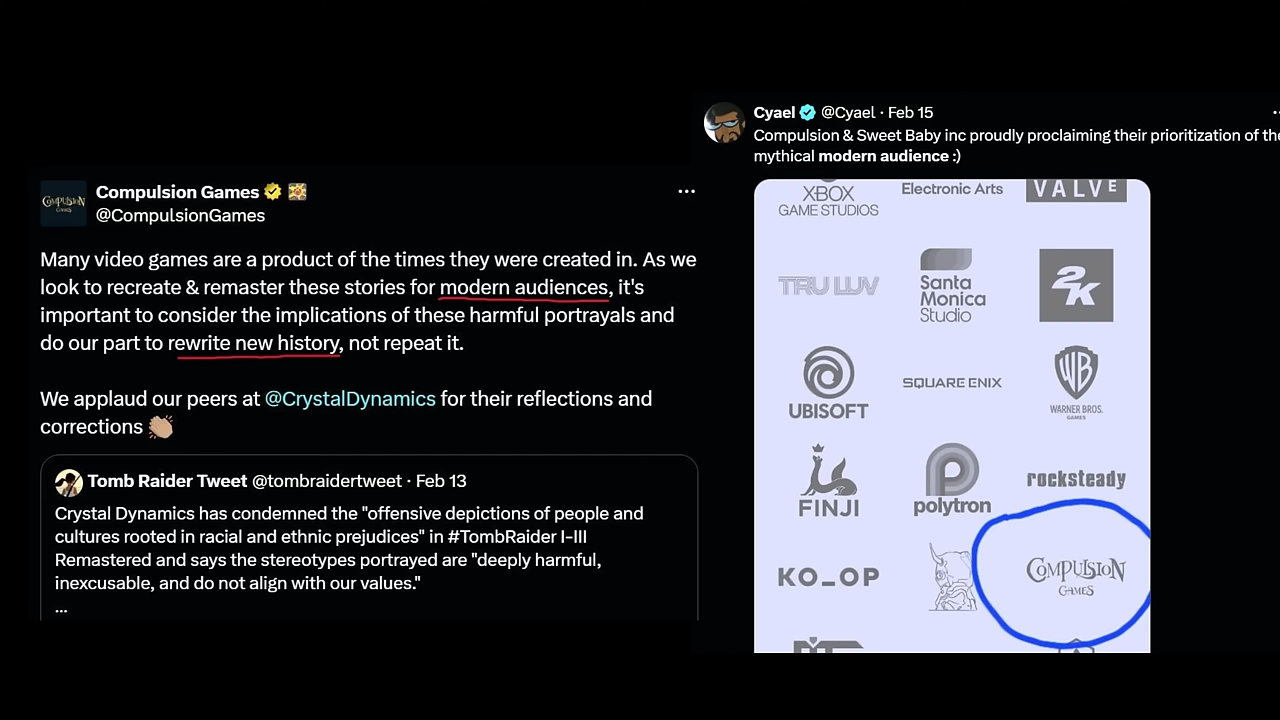 Compulsion Games
@CompulsionGames
Many video games are a product of the times they were created in. As we
look to recreate & remaster these stories for modern audiences, it's
important to consider the implications of these harmful portrayals and
do our part to rewrite new history, not repeat it.
We applaud our peers at @CrystalDynamics for their reflections and
corrections 👏🏼
Tomb Raider Tweet @tombraidertweet · Feb 13
Crystal Dynamics has condemned the "offensive depictions of people and
cultures rooted in racial and ethnic prejudices" in #TombRaider I-III
Remastered and says the stereotypes portrayed are "deeply harmful,
inexcusable, and do not align with our values."
...
COMPULSION
GAMES
Cyael @Cyael · Feb 15
Compulsion & Sweet Baby inc proudly proclaiming their prioritization of the
mythical modern audience :)
XBOX
GAME STUDIOS
Electronic Arts
VALVE
TRU LUV
Santa
Monica
Studio
2K
UBISOFT
SQUARE ENIX
WB
WARNER BROS.
GAMES
FINJI
polytron
rocksteady
KO_OP
COMPULSION
GAMES